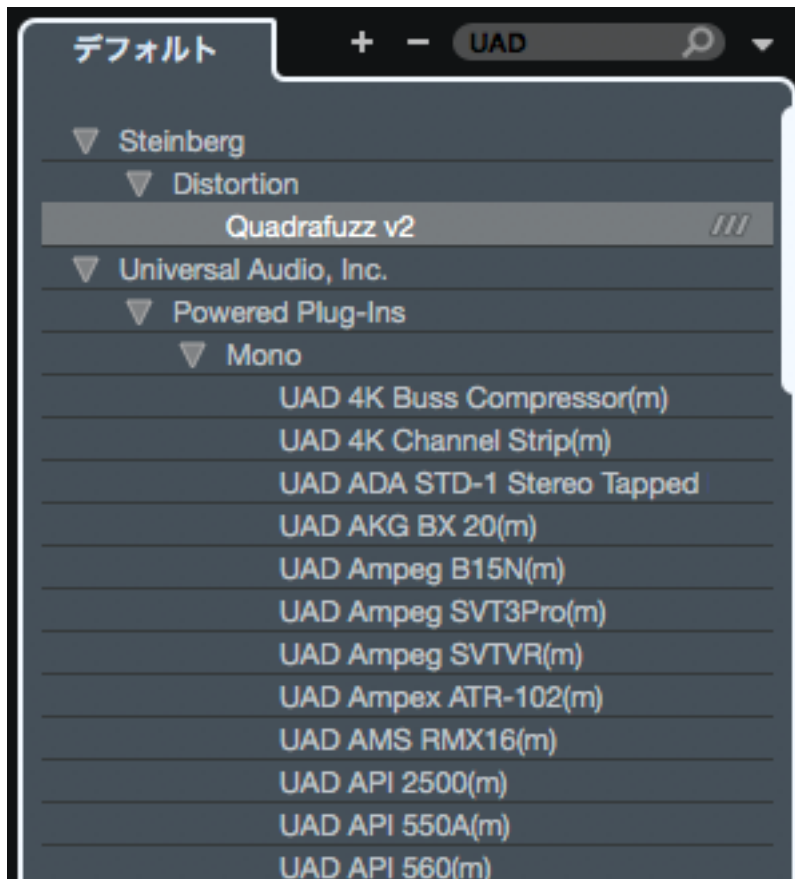 デフォルト + − UAD
Steinberg
Distortion
Quadrafuzz v2
Universal Audio, Inc.
Powered Plug-Ins
Mono
UAD 4K Buss Compressor(m)
UAD 4K Channel Strip(m)
UAD ADA STD-1 Stereo Tapped
UAD AKG BX 20(m)
UAD Ampeg B15N(m)
UAD Ampeg SVT3Pro(m)
UAD Ampeg SVTVR(m)
UAD Ampex ATR-102(m)
UAD AMS RMX16(m)
UAD API 2500(m)
UAD API 550A(m)
UAD API 560(m)